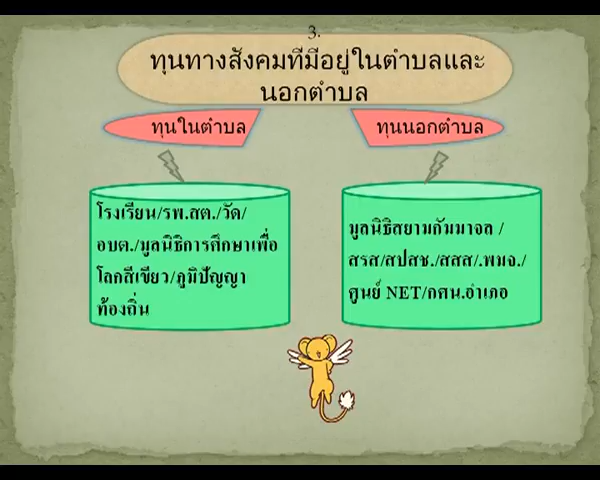 3.
ทุนทางสังคมที่มีอยู่ในตำบลและ
นอกตำบล
ทุนในตำบล
ทุนนอกตำบล
โรงเรียน/รพ.สต./วัด/
อบต./มูลนิธิการศึกษาเพื่อ
โลกสีเขียว/ภูมิปัญญา
ท้องถิ่น
มูลนิธิสยามกัมมาจล /
สรส/สปสช./สสส/.พมจ./
ศูนย์ NET/กศน.อำเภอ